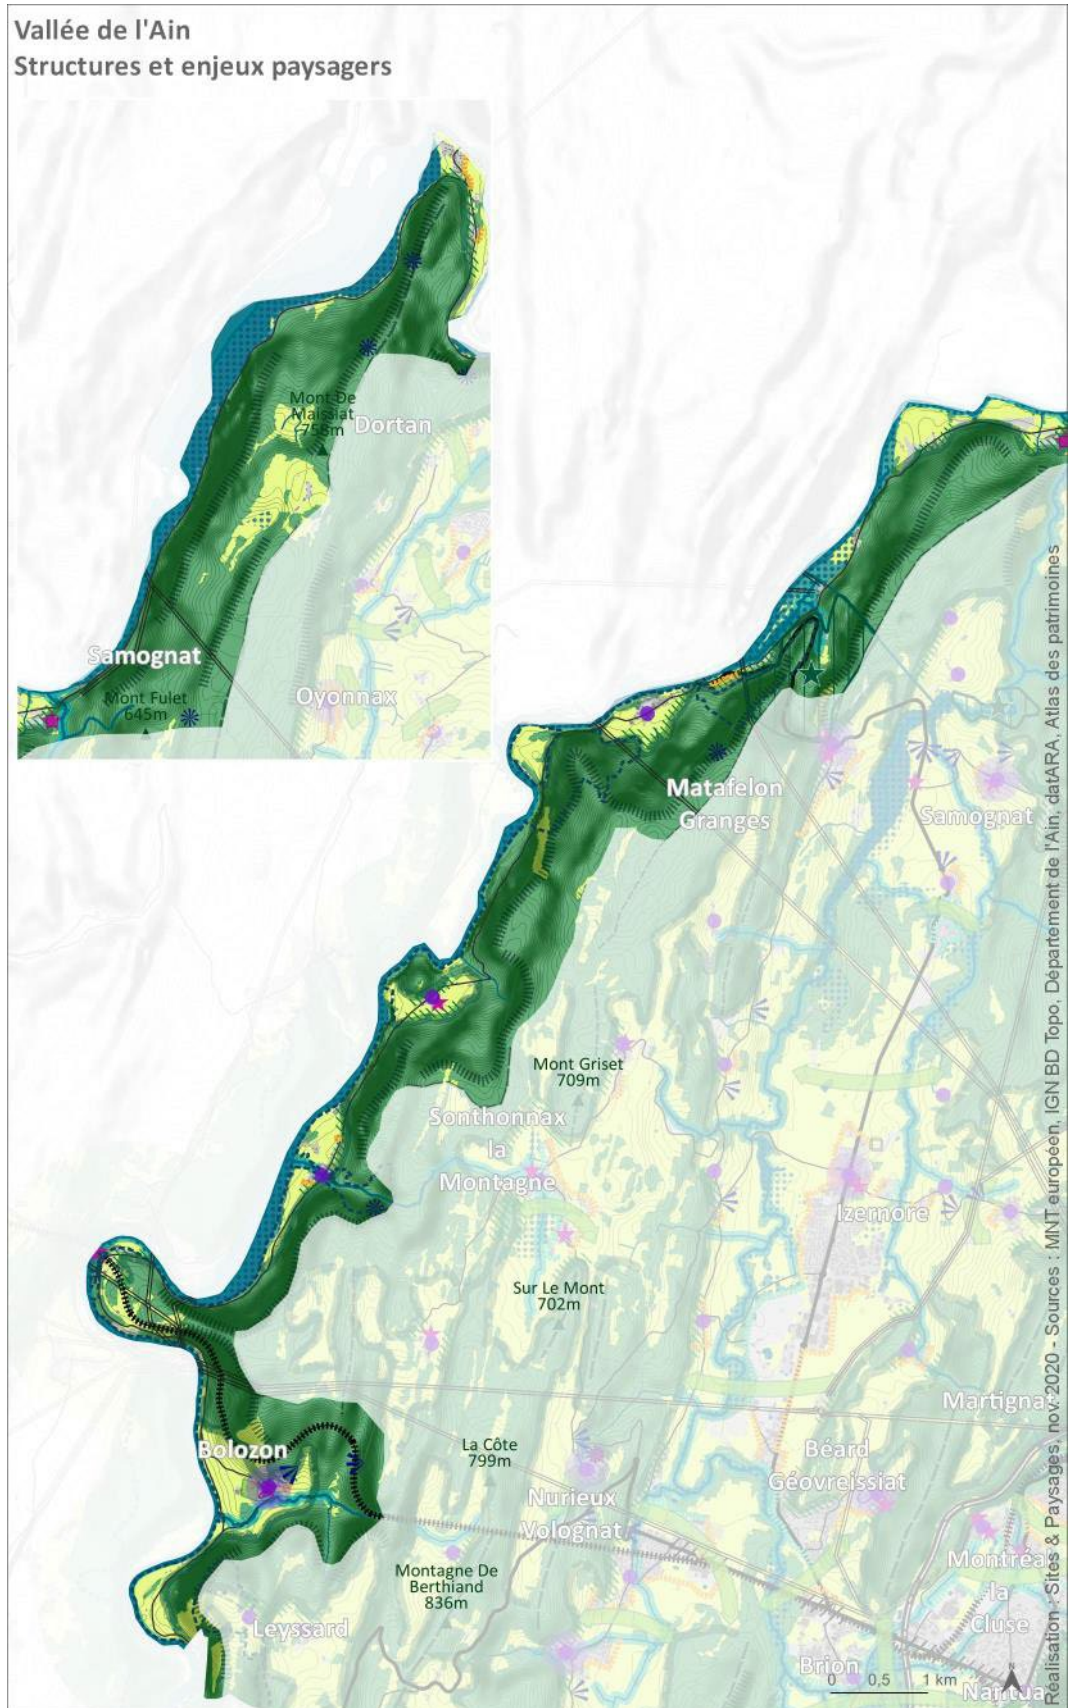 Vallée de l'Ain
Structures et enjeux paysagers
Mont De
Maissiat
758m
Dortan
Samognat
Mont Fulet
645m
Oyonnax
Matafelon
Granges
Samognat
Mont Griset
709m
Sonthonnax
la
Montagne
Izernore
Sur Le Mont
702m
Martignat
Bolozon
La Côte
799m
Béard
Géovreissiat
Nurieux
Volognat
Montagne De
Berthiand
836m
Montréa
la
Cluse
Leyssard
Brion
N
0 0,5 1 km
Nantua
Réalisation : Sites & Paysages, nov.2020 - Sources : MNT européen, IGN BD Topo, Département de l'Ain, datARA, Atlas des patrimoines